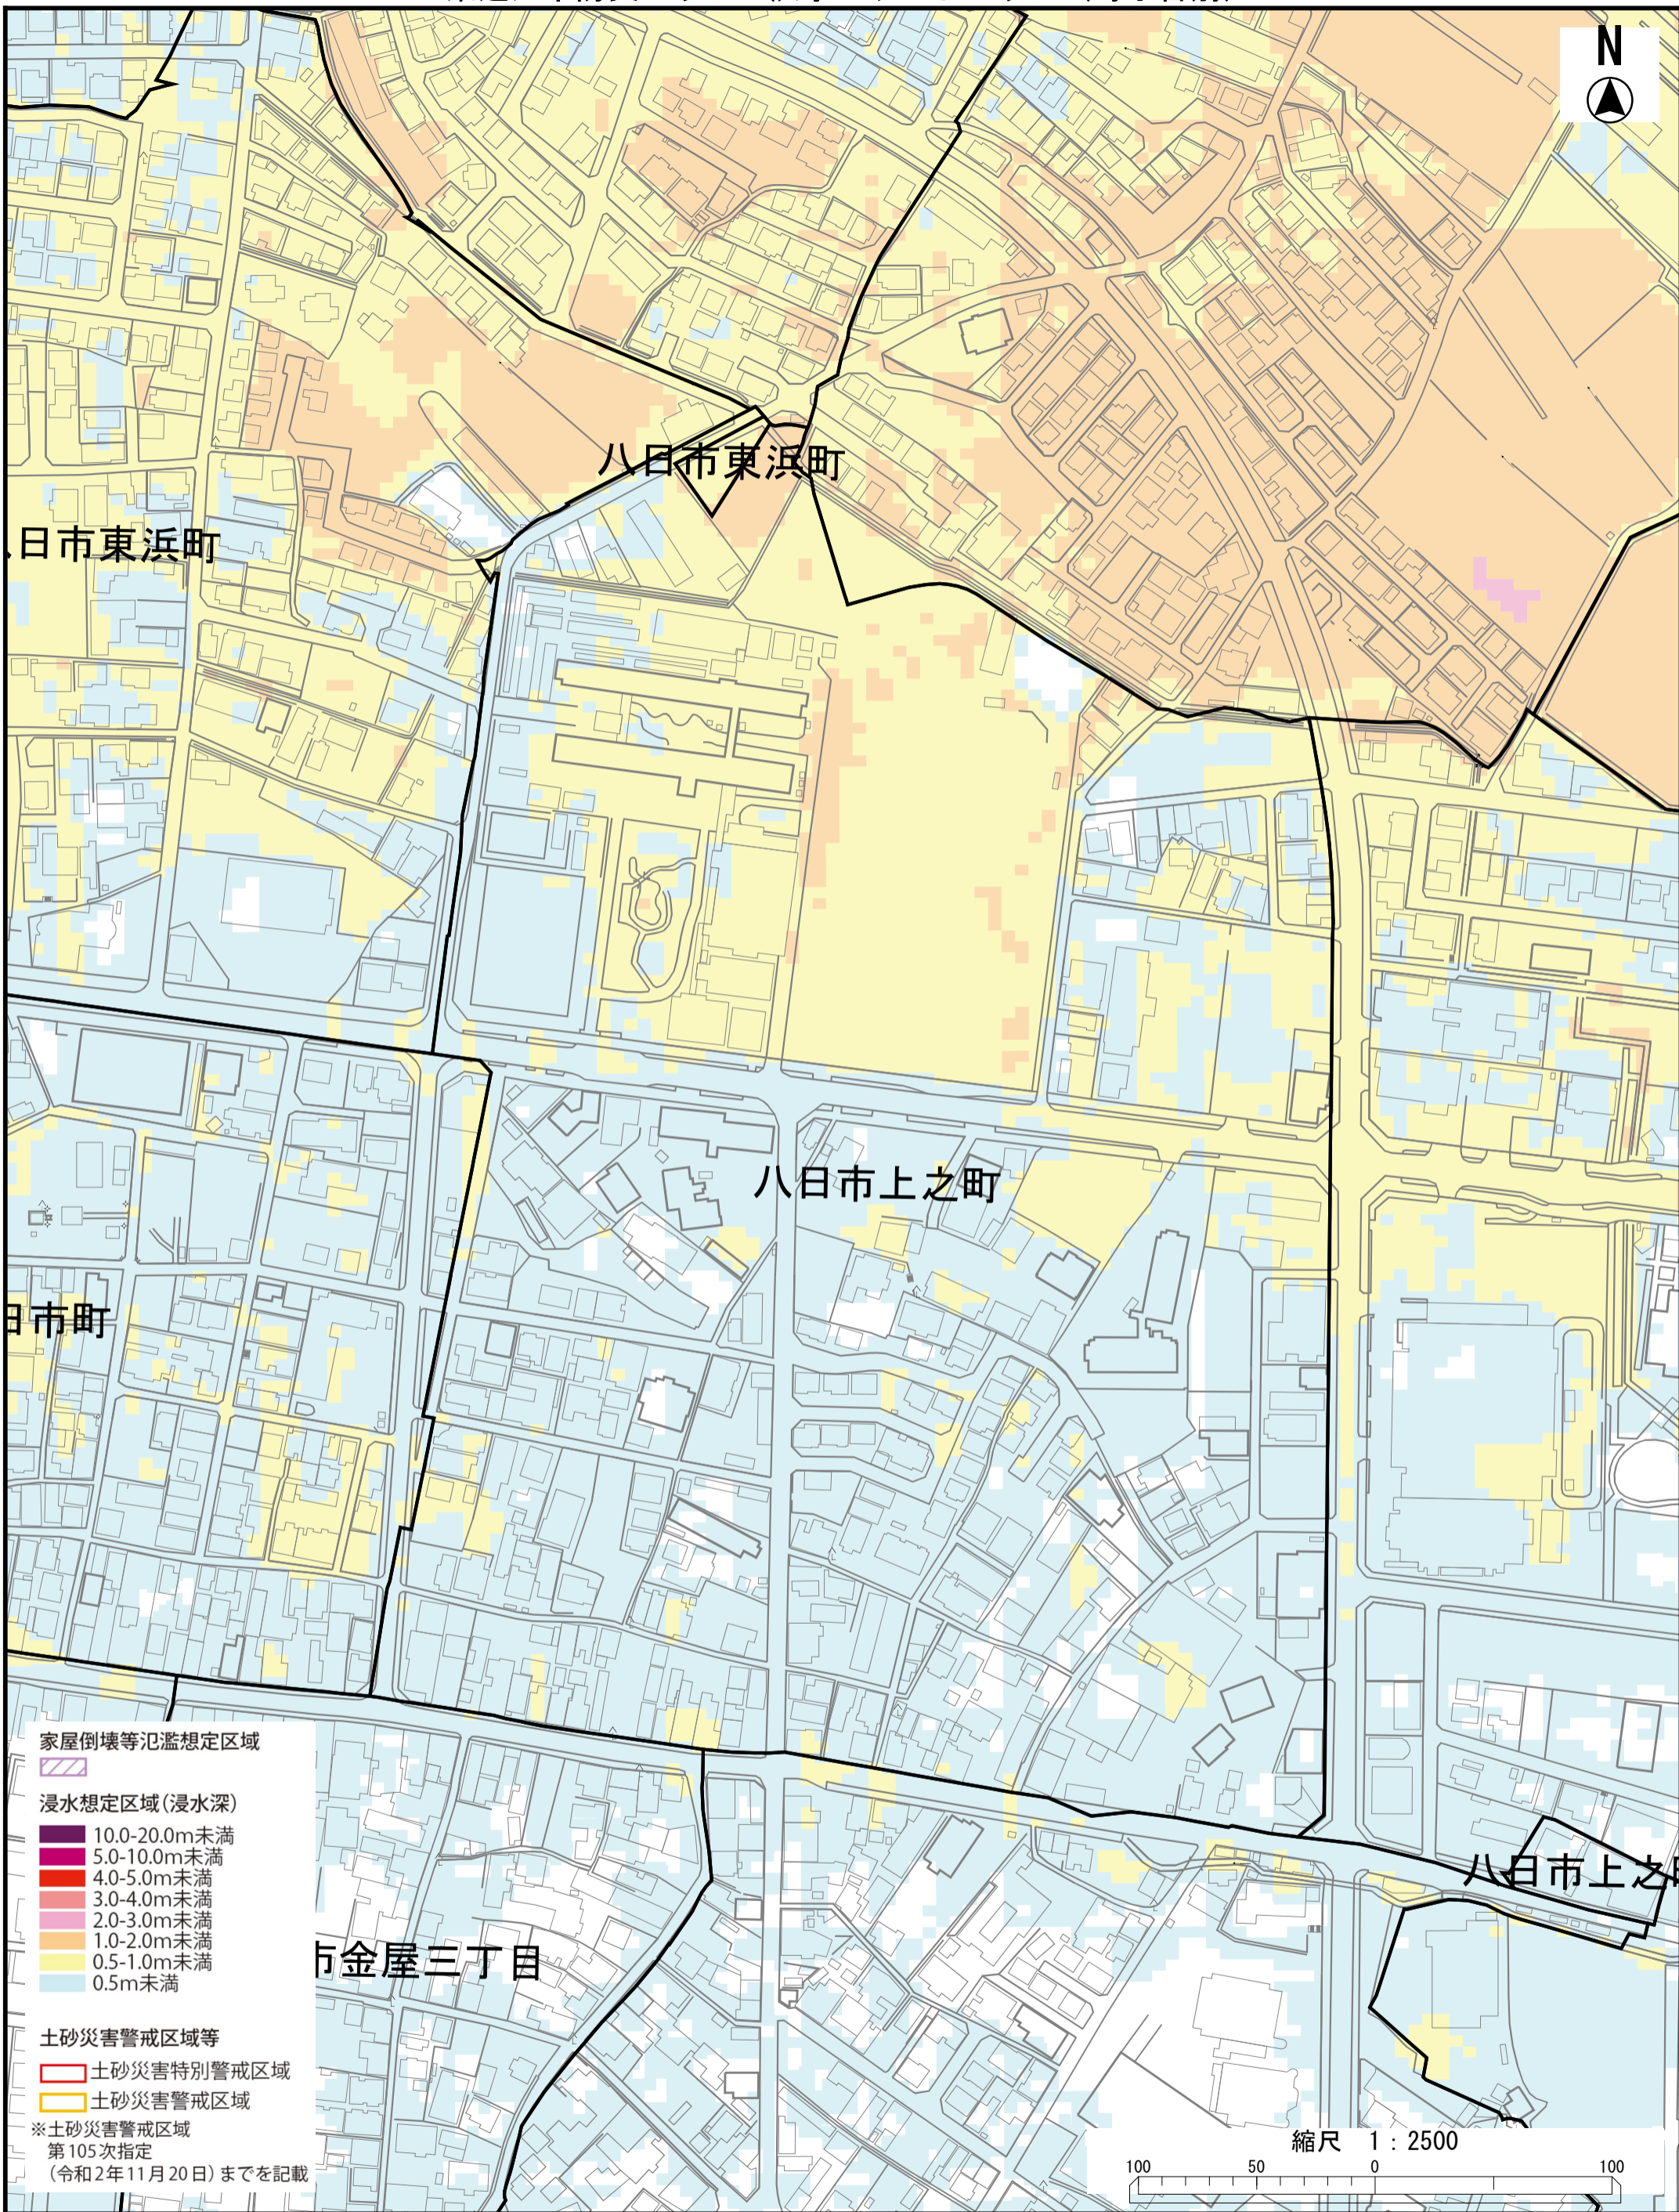 N
八日市東浜町
日市東浜町
八日市上之町
日市町
八日市上之
市金屋三丁目
家屋倒壊等氾濫想定区域
浸水想定区域(浸水深)
10.0-20.0m未満
5.0-10.0m未満
4.0-5.0m未満
3.0-4.0m未満
2.0-3.0m未満
1.0-2.0m未満
0.5-1.0m未満
0.5m未満
土砂災害警戒区域等
土砂災害特別警戒区域
土砂災害警戒区域
※土砂災害警戒区域
第105次指定
(令和2年11月20日)までを記載
縮尺 1:2500
100 50 0 100